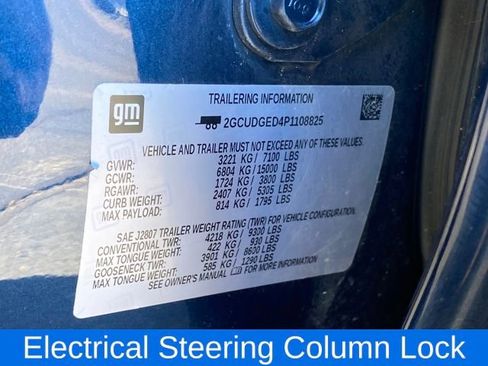 gm
TRAILERING INFORMATION
2GCUDGED4P1108825
VEHICLE AND TRAILER MUST NOT EXCEED ANY OF THESE
GVWR: 3221 KG / 7100 LBS
GCWR: 6804 KG / 15000 LBS
RGAWR: 1724 KG / 3800 LBS
CURB WEIGHT: 2407 KG / 5305 LBS
MAX PAYLOAD: 814 KG / 1795 LBS
SAE J2807 TRAILER WEIGHT RATING (TWR) FOR VEHICLE CONFIGURATION.
CONVENTIONAL TWR: 4218 KG / 9300 LBS
MAX TONGUE WEIGHT: 422 KG / 930 LBS
GOOSENECK TWR: 3901 KG / 8600 LBS
MAX TONGUE WEIGHT: 585 KG / 1290 LBS
SEE OWNER'S MANUAL FOR MORE INFORMATION.
Electrical Steering Column Lock